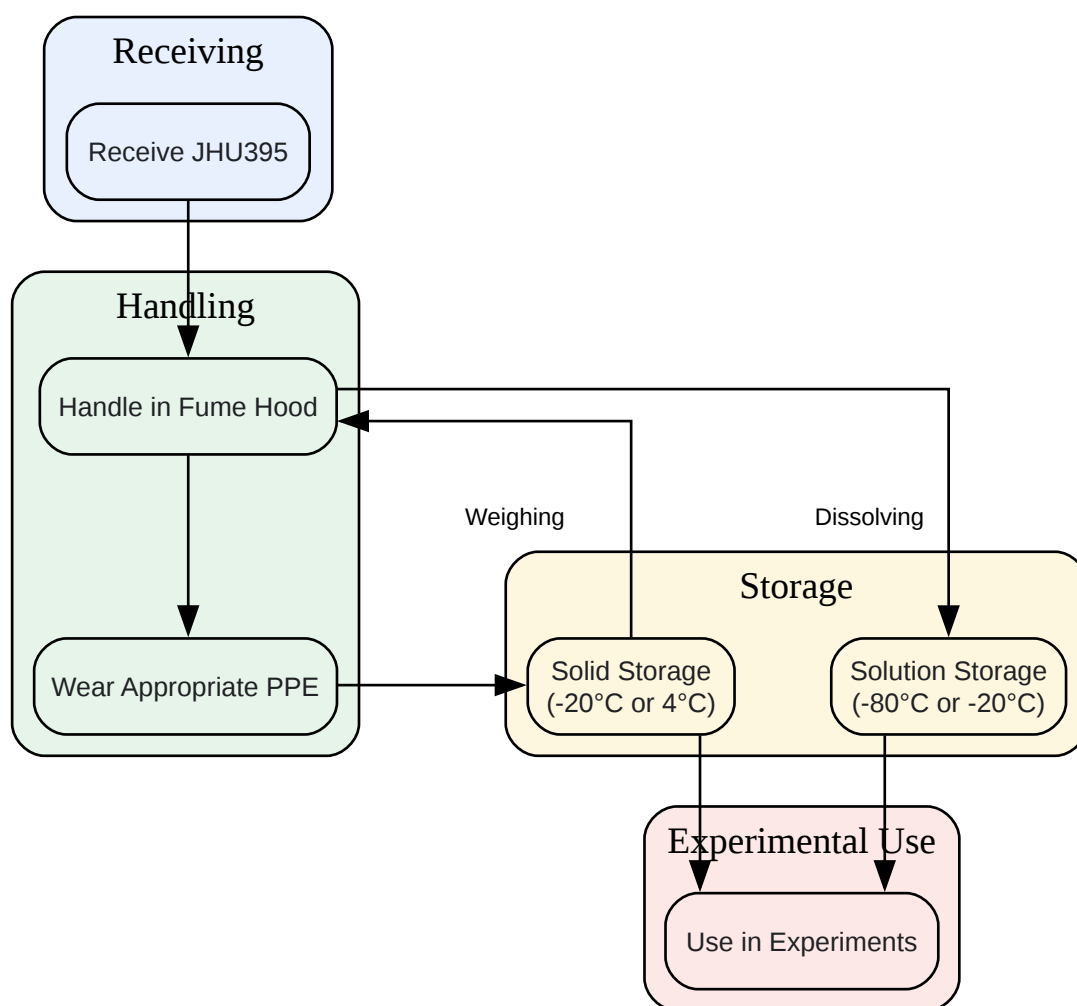 Receiving
Receive JHU395
Handling
Handle in Fume Hood
Weighing
Dissolving
Storage
Wear Appropriate PPE
Solid Storage
(-20°C or 4°C)
Solution Storage
(-80°C or -20°C)
Experimental Use
Use in Experiments